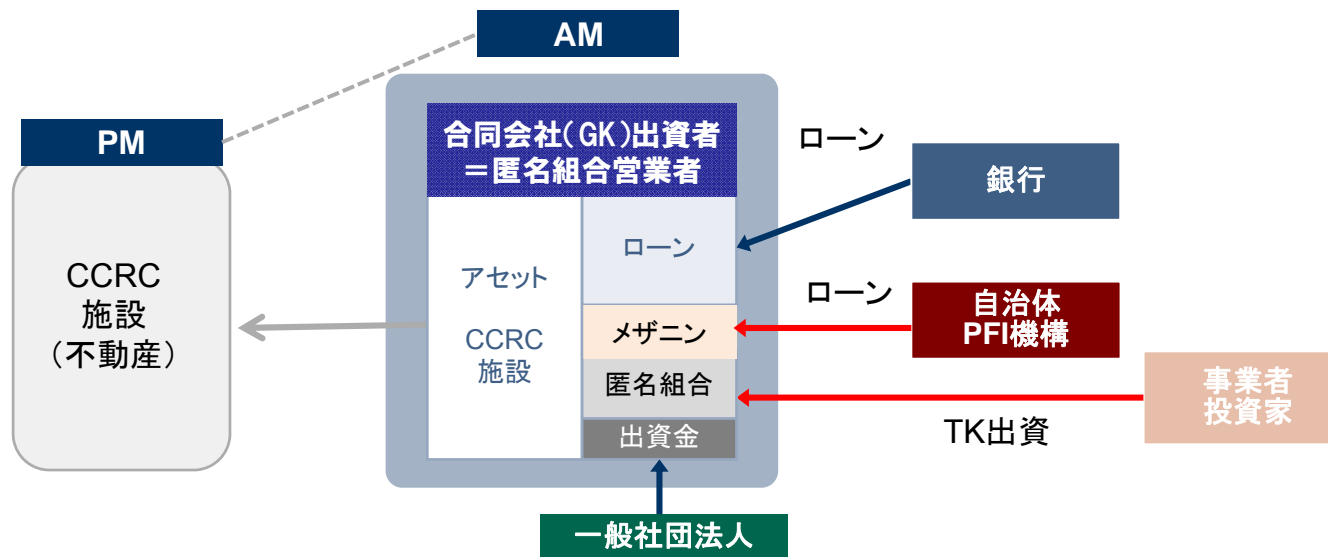 AM
PM
合同会社(GK)出資者
＝匿名組合営業者
ローン
銀行
ローン
アセット
CCRC
施設
CCRC
施設
（不動産）
ローン
自治体
PFI機構
メザニン
匿名組合
事業者
投資家
TK出資
出資金
一般社団法人